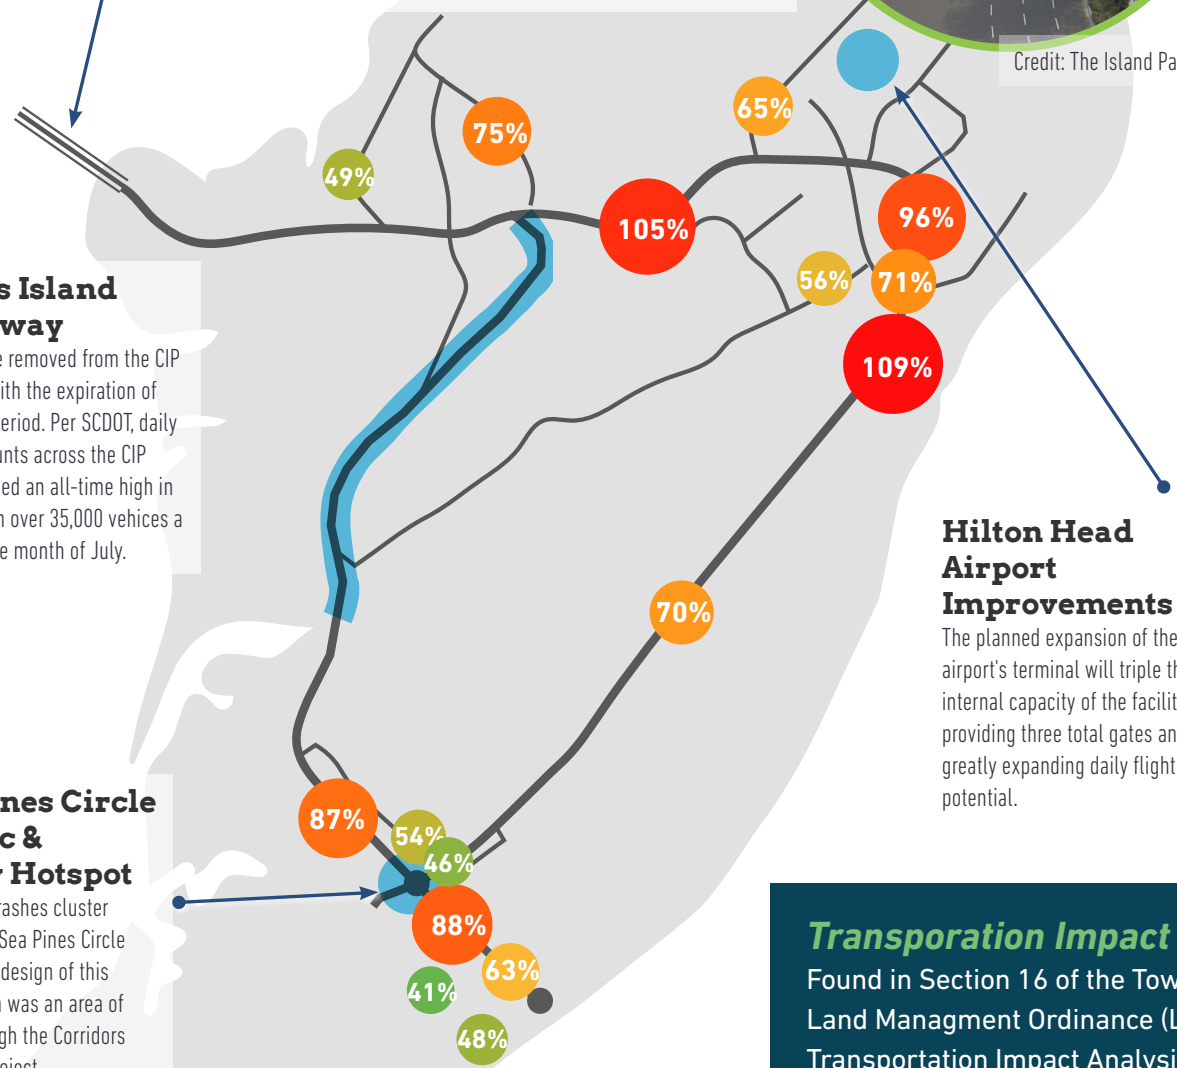 Credit: The Island Pa
65%
75%
49%
105%
96%
56%
71%
109%
s Island
way
e removed from the CIP
ith the expiration of
eriod. Per SCDOT, daily
unts across the CIP
ed an all-time high in
h over 35,000 vehices a
e month of July.
Hilton Head
Airport
Improvements
The planned expansion of the
airport's terminal will triple th
internal capacity of the facilit
providing three total gates an
greatly expanding daily flight
potential.
70%
nes Circle
c &
y Hotspot
rashes cluster
Sea Pines Circle
design of this
n was an area of
gh the Corridors
oject
87%
54%
46%
88%
63%
41%
48%
Transporation Impact
Found in Section 16 of the Tow
Land Managment Ordinance (L
Transportation Impact Analysi